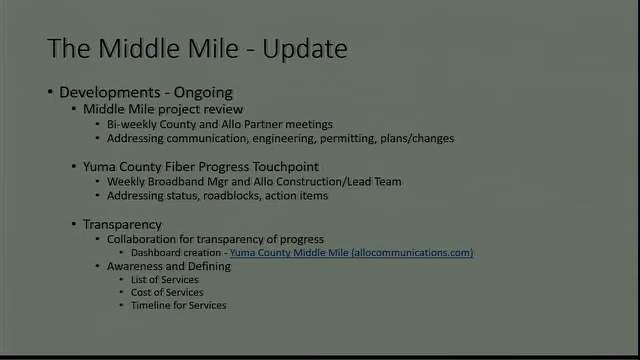 The Middle Mile - Update
• Developments - Ongoing
• Middle Mile project review
• Bi-weekly County and Allo Partner meetings
• Addressing communication, engineering, permitting, plans/changes
• Yuma County Fiber Progress Touchpoint
• Weekly Broadband Mgr and Allo Construction/Lead Team
• Addressing status, roadblocks, action items
• Transparency
• Collaboration for transparency of progress
• Dashboard creation - Yuma County Middle Mile (allocommunications.com)
• Awareness and Defining
• List of Services
• Cost of Services
• Timeline for Services